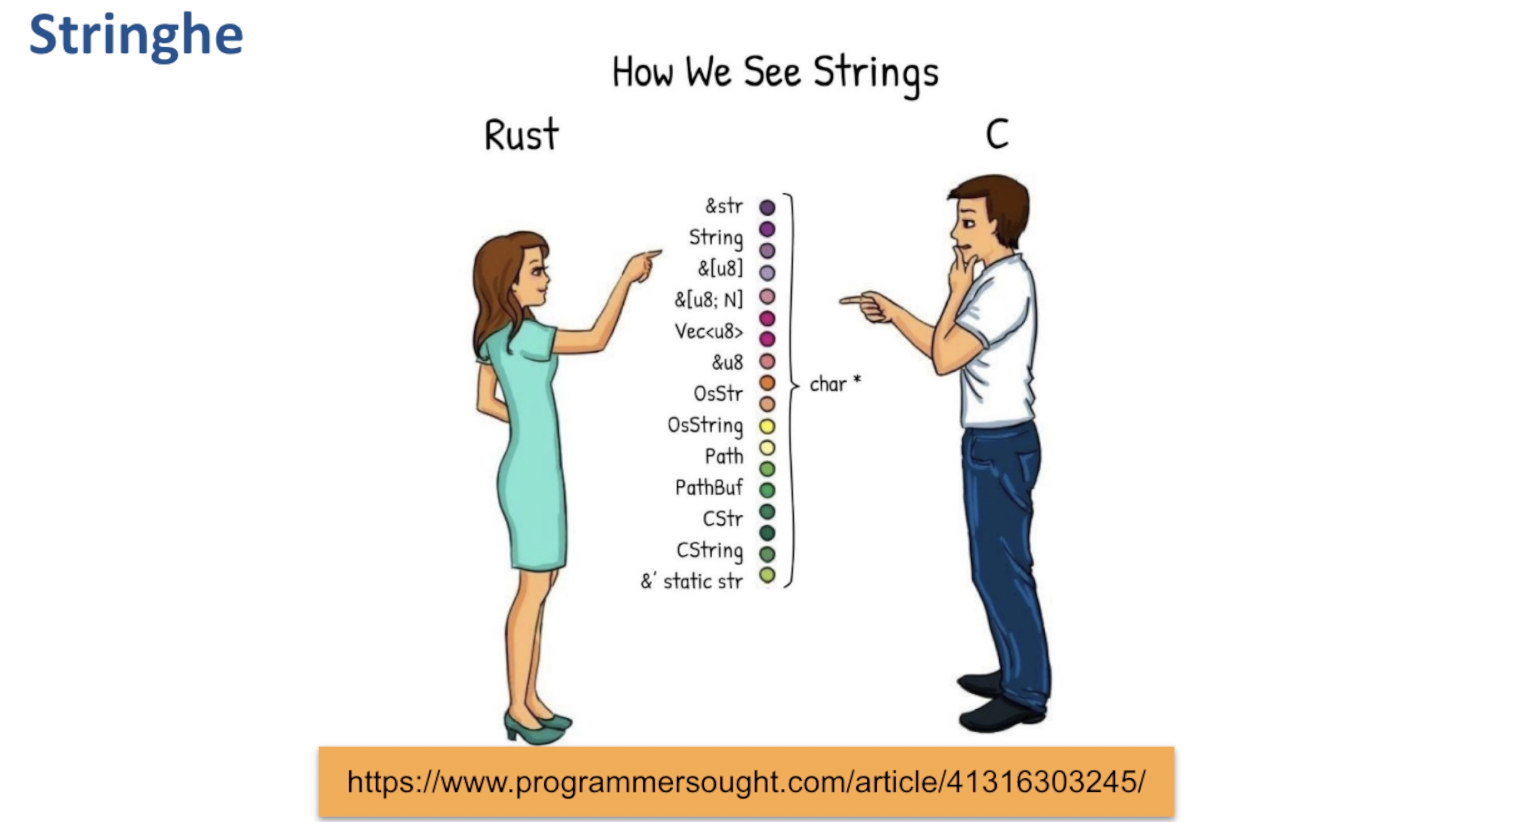 Stringhe
How We See Strings
Rust
C
&str
String
&[u8]
&[u8; N]
Vec<u8>
&u8
OsStr
OsString
Path
PathBuf
CStr
CString
&' static str
char *
https://www.programmersought.com/article/41316303245/